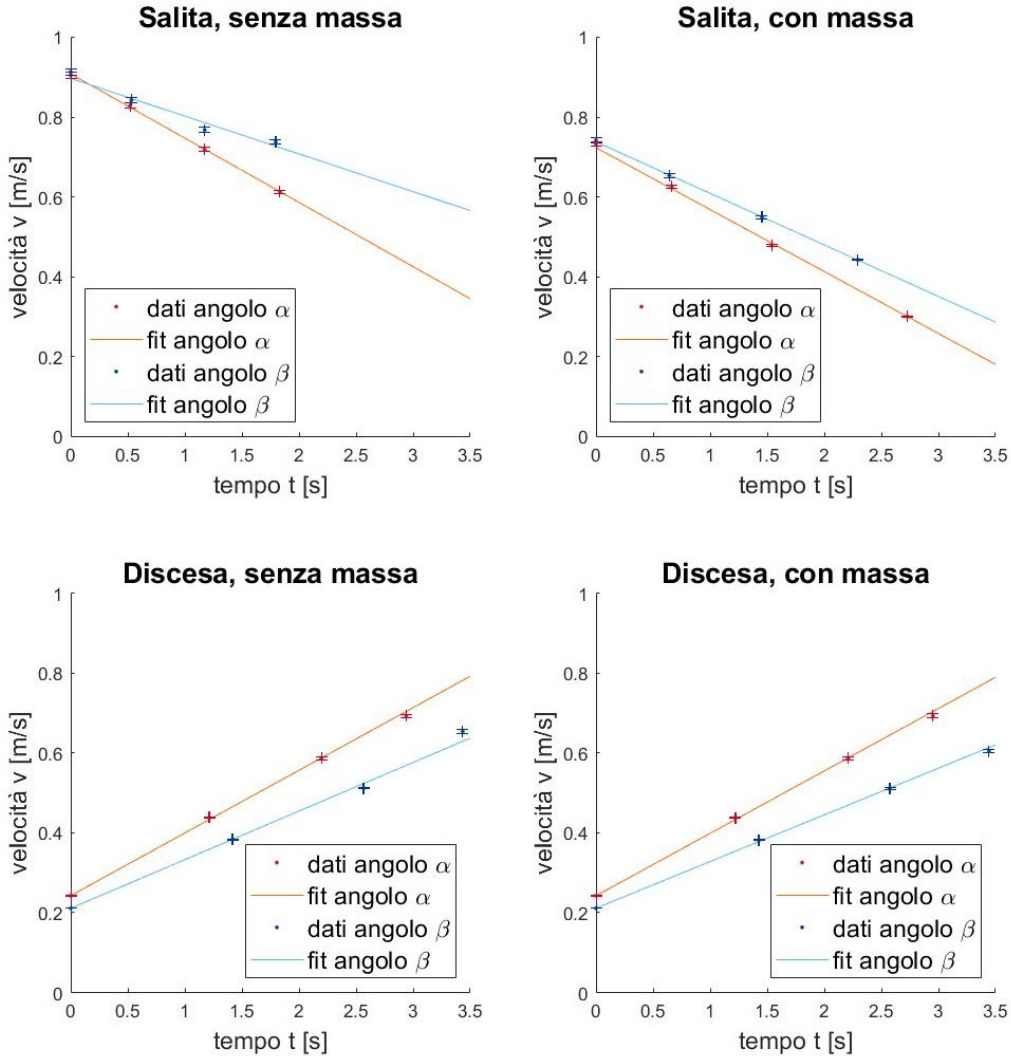 Salita, senza massa
velocità v [m/s]
1
0.8
0.6
0.4
0.2
0
dati angolo α
fit angolo α
dati angolo β
fit angolo β
0 0.5 1 1.5 2 2.5 3 3.5
tempo t [s]
Salita, con massa
velocità v [m/s]
1
0.8
0.6
0.4
0.2
0
dati angolo α
fit angolo α
dati angolo β
fit angolo β
0 0.5 1 1.5 2 2.5 3 3.5
tempo t [s]
Discesa, senza massa
velocità v [m/s]
1
0.8
0.6
0.4
0.2
0
dati angolo α
fit angolo α
dati angolo β
fit angolo β
0 0.5 1 1.5 2 2.5 3 3.5
tempo t [s]
Discesa, con massa
velocità v [m/s]
1
0.8
0.6
0.4
0.2
0
dati angolo α
fit angolo α
dati angolo β
fit angolo β
0 0.5 1 1.5 2 2.5 3 3.5
tempo t [s]